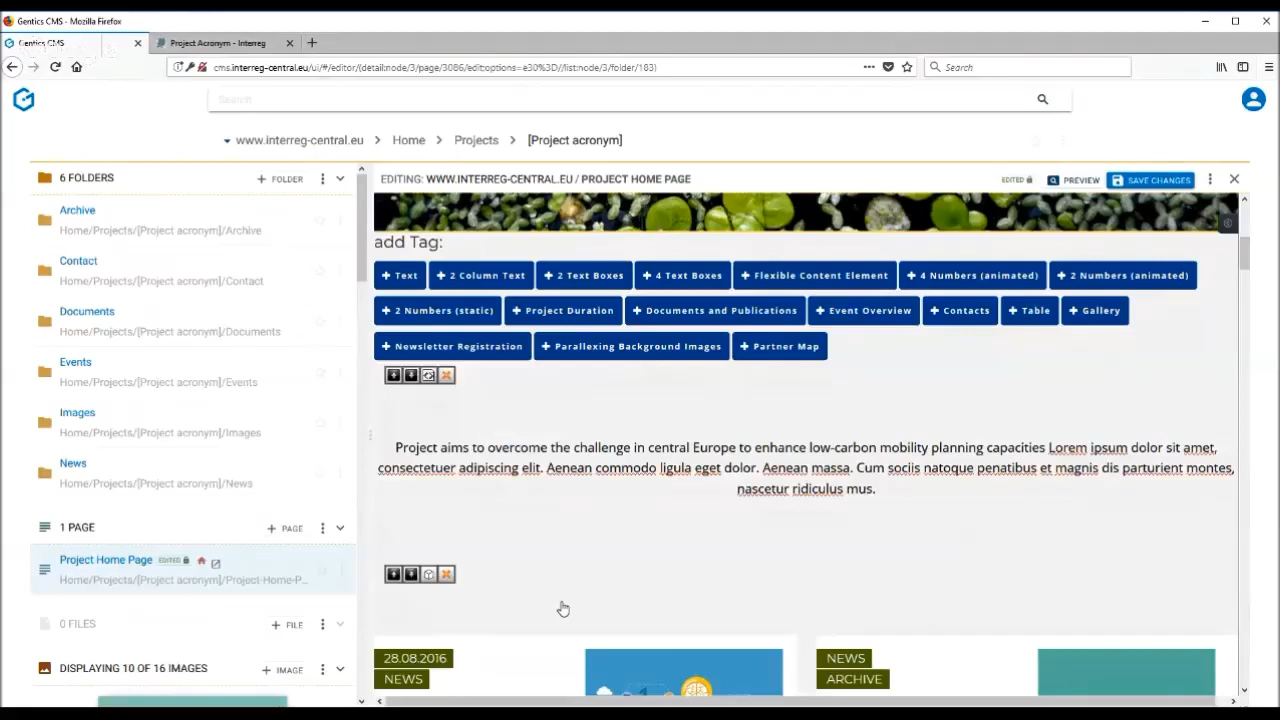 Gentics CMS - Mozilla Firefox
Gentics CMS
Project Acronym - Interreg
cms.interreg-central.eu/ui/#/editor/(detail:node/3/page/3086/edit;options=e30%3D//list:node/3/folder/183)
Search
Search
www.interreg-central.eu > Home > Projects > [Project acronym]
6 FOLDERS
+ FOLDER
Archive
Home/Projects/[Project acronym]/Archive
Contact
Home/Projects/[Project acronym]/Contact
Documents
Home/Projects/[Project acronym]/Documents
Events
Home/Projects/[Project acronym]/Events
Images
Home/Projects/[Project acronym]/Images
News
Home/Projects/[Project acronym]/News
1 PAGE
+ PAGE
Project Home Page EDITED
Home/Projects/[Project acronym]/Project-Home-P...
0 FILES
+ FILE
DISPLAYING 10 OF 16 IMAGES
+ IMAGE
EDITING: WWW.INTERREG-CENTRAL.EU / PROJECT HOME PAGE
EDITED
PREVIEW
SAVE CHANGES
add Tag:
+ Text
+ 2 Column Text
+ 2 Text Boxes
+ 4 Text Boxes
+ Flexible Content Element
+ 4 Numbers (animated)
+ 2 Numbers (animated)
+ 2 Numbers (static)
+ Project Duration
+ Documents and Publications
+ Event Overview
+ Contacts
+ Table
+ Gallery
+ Newsletter Registration
+ Parallexing Background Images
+ Partner Map
Project aims to overcome the challenge in central Europe to enhance low-carbon mobility planning capacities Lorem ipsum dolor sit amet,
consectetuer adipiscing elit. Aenean commodo ligula eget dolor. Aenean massa. Cum sociis natoque penatibus et magnis dis parturient montes,
nascetur ridiculus mus.
28.08.2016
NEWS
NEWS
ARCHIVE